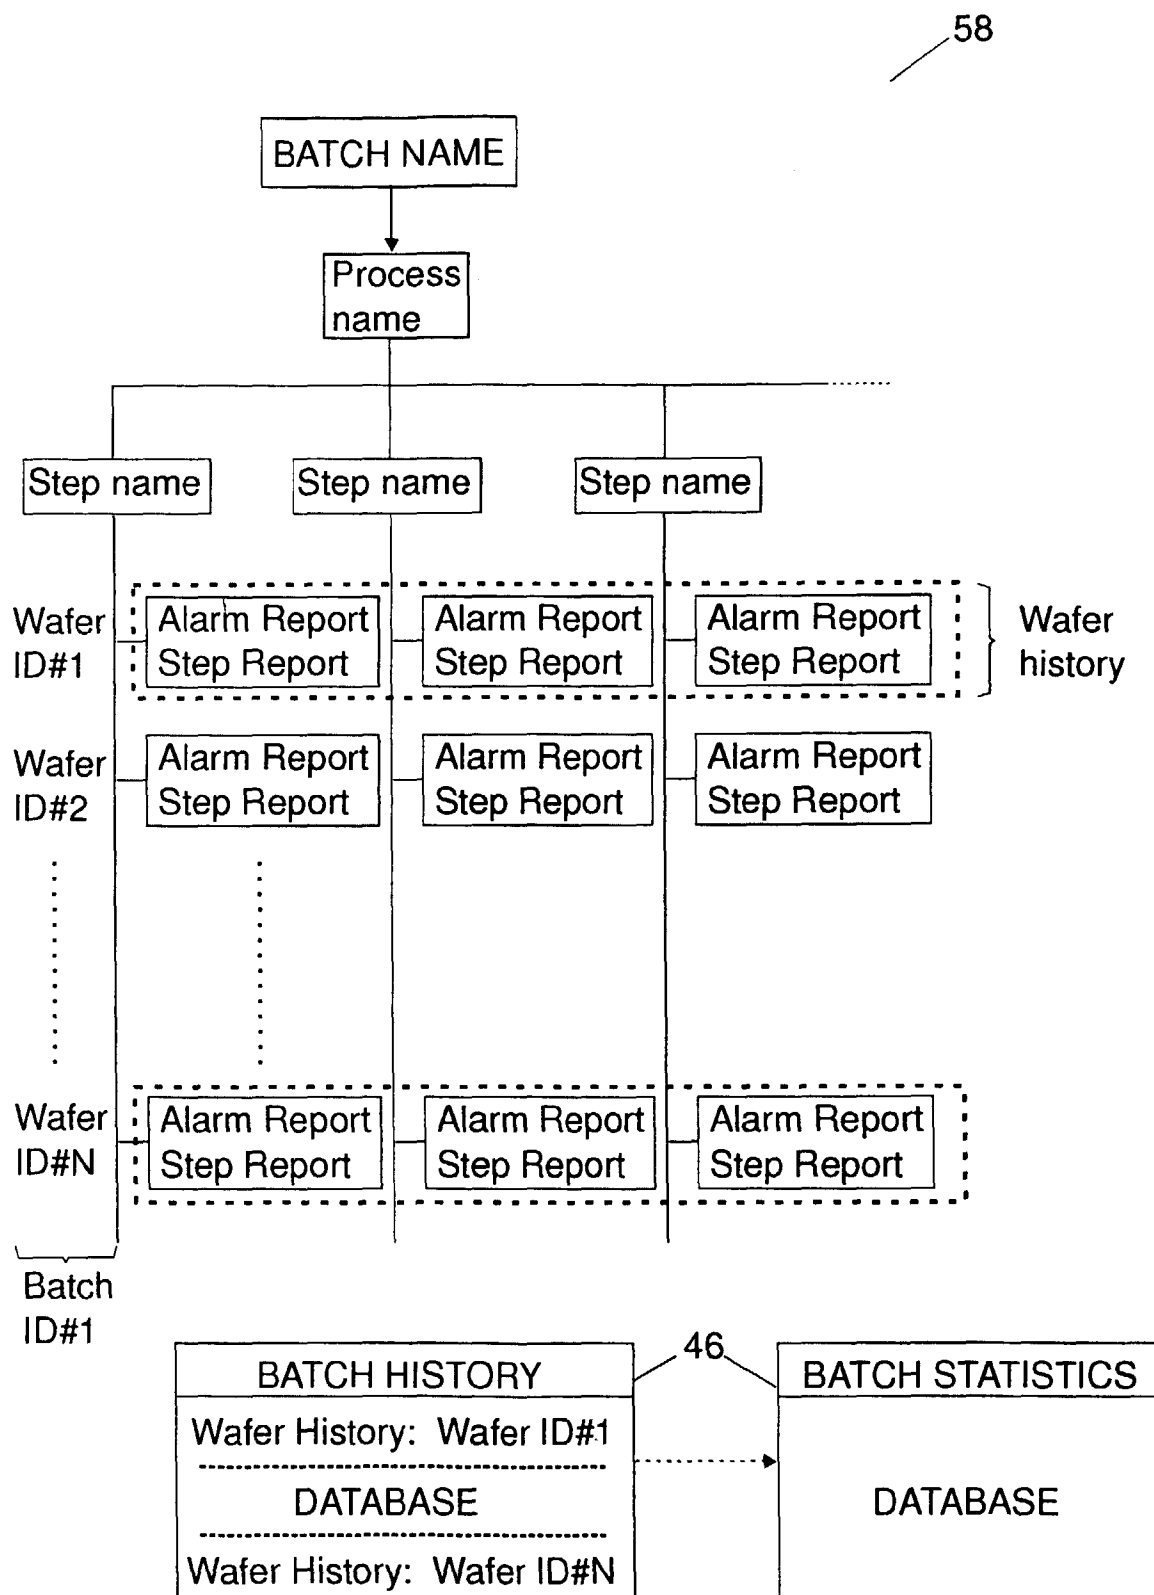 58
BATCH NAME
Process
name
Step name
Step name
Step name
Wafer
ID#1
Alarm Report
Step Report
Alarm Report
Step Report
Alarm Report
Step Report
Wafer
history
Wafer
ID#2
Alarm Report
Step Report
Alarm Report
Step Report
Alarm Report
Step Report
Wafer
ID#N
Alarm Report
Step Report
Alarm Report
Step Report
Alarm Report
Step Report
Batch
ID#1
46
BATCH HISTORY
Wafer History: Wafer ID#1
DATABASE
Wafer History: Wafer ID#N
BATCH STATISTICS
DATABASE